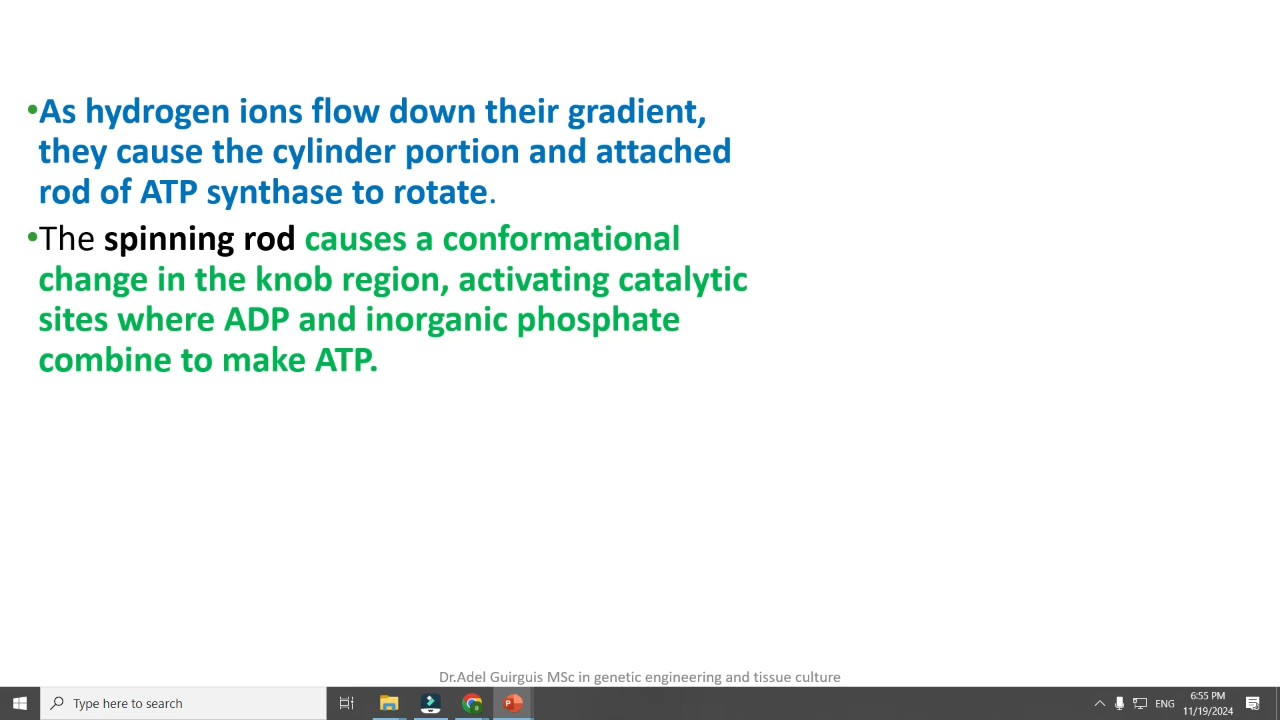 •As hydrogen ions flow down their gradient,
they cause the cylinder portion and attached
rod of ATP synthase to rotate.
•The spinning rod causes a conformational
change in the knob region, activating catalytic
sites where ADP and inorganic phosphate
combine to make ATP.
Dr.Adel Guirguis MSc in genetic engineering and tissue culture
Type here to search
ENG
6:55 PM
11/19/2024